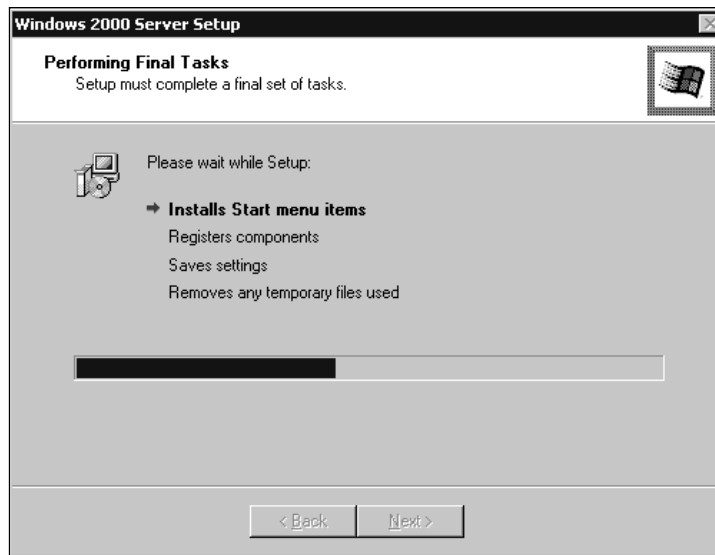 Windows 2000 Server Setup
Performing Final Tasks
Setup must complete a final set of tasks.
Please wait while Setup:
Installs Start menu items
Registers components
Saves settings
Removes any temporary files used
< Back
Next >